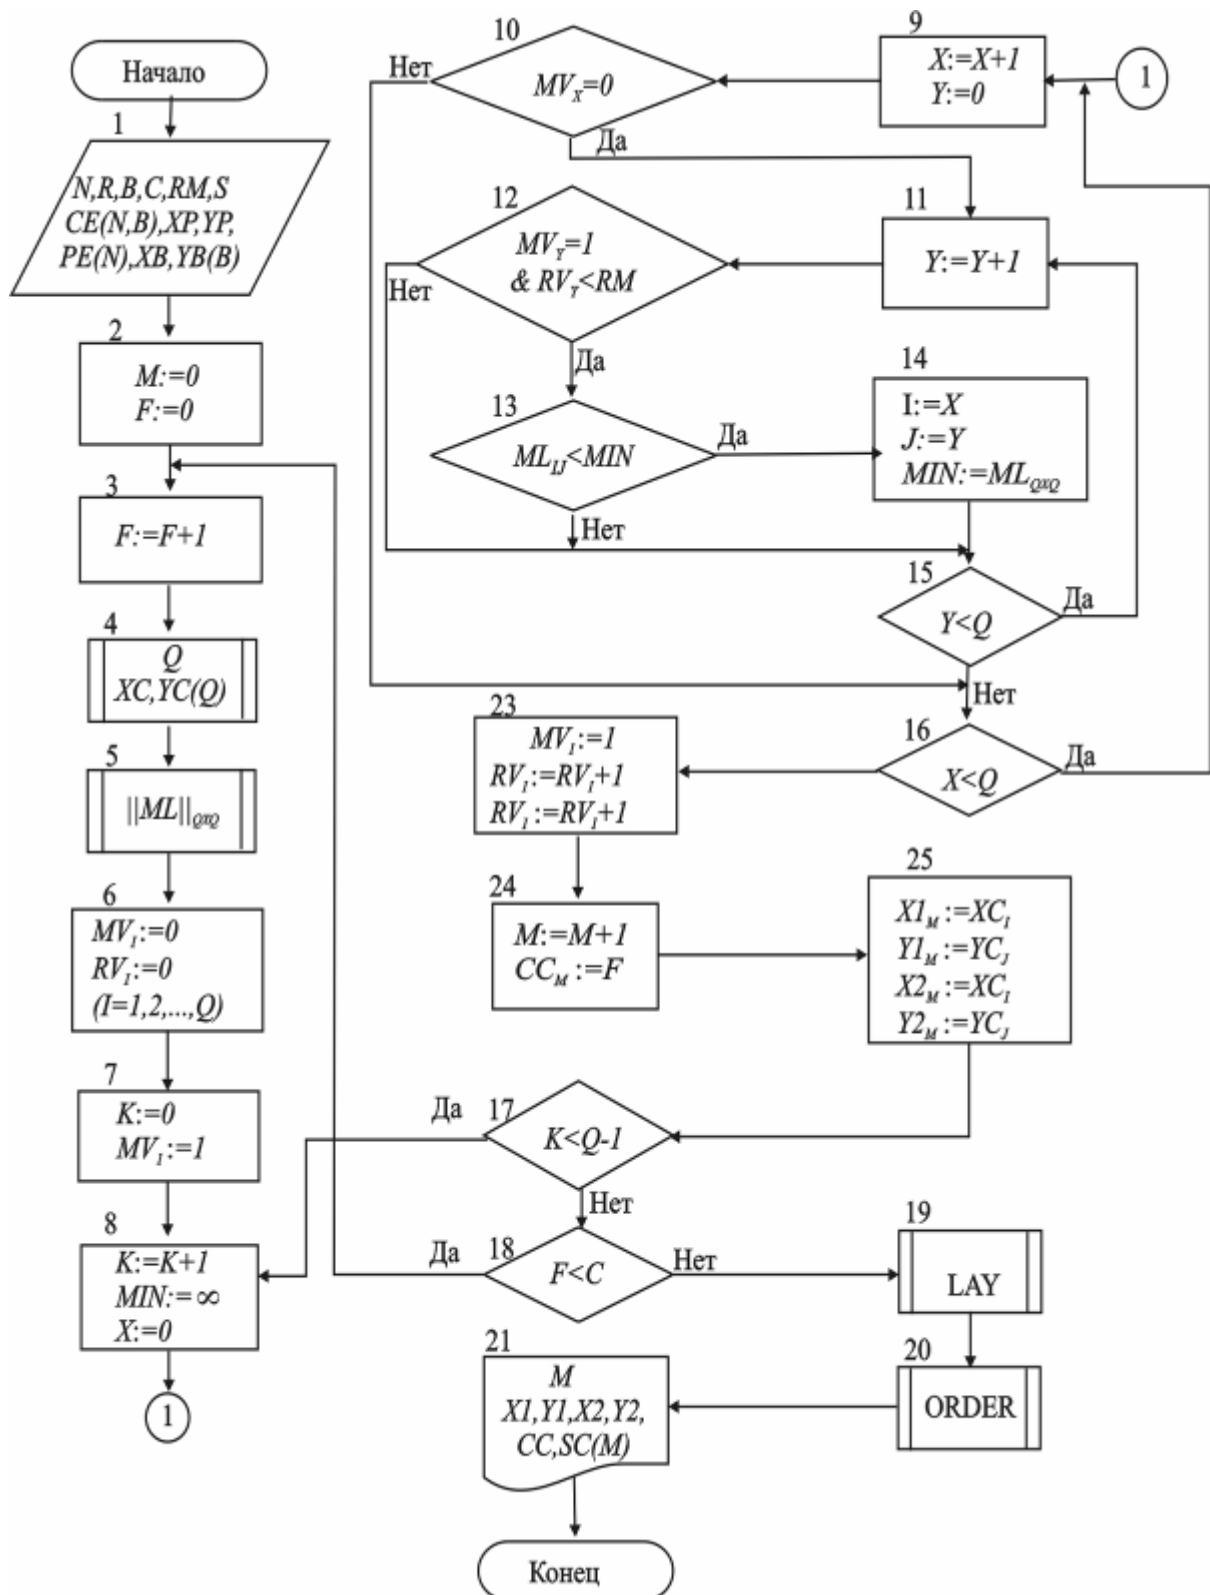 Начало
1
N,R,B,C,RM,S
CE(N,B),XP,YP,
PE(N),XB,YB(B)
2
M:=0
F:=0
3
F:=F+1
4
Q
XC,YC(Q)
5
||ML||QxQ
6
MVI:=0
RVI:=0
(I=1,2,...,Q)
7
K:=0
MVI:=1
8
K:=K+1
MIN:=∞
X:=0
1
1
9
X:=X+1
Y:=0
10
MVX=0
Нет
Да
11
Y:=Y+1
12
MVY=1
& RVY<RM
Нет
Да
13
MLIJ<MIN
Да
Нет
14
I:=X
J:=Y
MIN:=MLQxQ
15
Y<Q
Да
Нет
16
X<Q
Да
23
MVI:=1
RVI:=RVI+1
RVI:=RVI+1
24
M:=M+1
CCM:=F
25
X1M:=XCI
Y1M:=YCJ
X2M:=XCI
Y2M:=YCJ
17
K<Q-1
Да
Нет
18
F<C
Да
Нет
19
LAY
20
ORDER
21
M
X1,Y1,X2,Y2,
CC,SC(M)
Конец